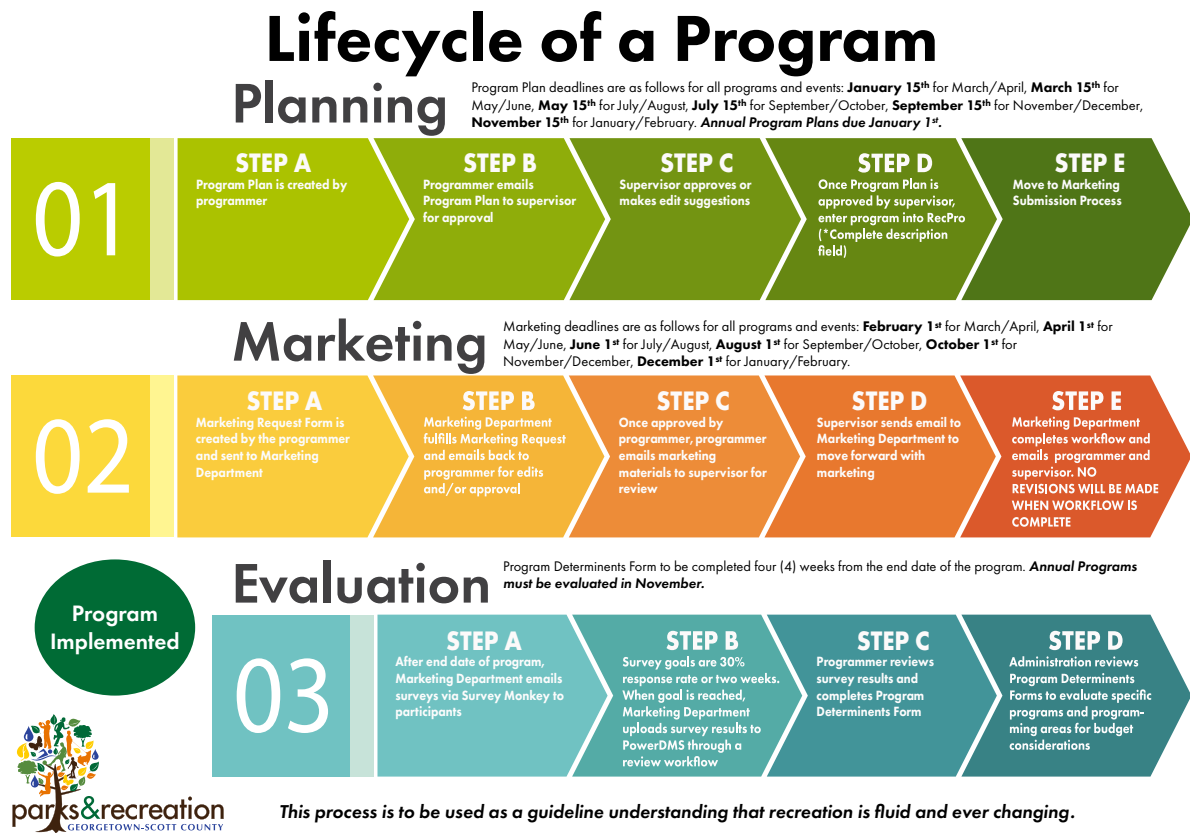 Lifecycle of a Program
Planning
Program Plan deadlines are as follows for all programs and events: January 15th for March/April, March 15th for
May/June, May 15th for July/August, July 15th for September/October, September 15th for November/December,
November 15th for January/February. Annual Program Plans due January 1st.
01
STEP A
Program Plan is created by
programmer
STEP B
Programmer emails
Program Plan to supervisor
for approval
STEP C
Supervisor approves or
makes edit suggestions
STEP D
Once Program Plan is
approved by supervisor,
enter program into RecPro
(*Complete description
field)
STEP E
Move to Marketing
Submission Process
Marketing
Marketing deadlines are as follows for all programs and events: February 1st for March/April, April 1st for
May/June, June 1st for July/August, August 1st for September/October, October 1st for
November/December, December 1st for January/February.
02
STEP A
Marketing Request Form is
created by the programmer
and sent to Marketing
Department
STEP B
Marketing Department
fulfills Marketing Request
and emails back to
programmer for edits
and/or approval
STEP C
Once approved by
programmer, programmer
emails marketing
materials to supervisor for
review
STEP D
Supervisor sends email to
Marketing Department to
move forward with
marketing
STEP E
Marketing Department
completes workflow and
emails programmer and
supervisor. NO
REVISIONS WILL BE MADE
WHEN WORKFLOW IS
COMPLETE
Program
Implemented
Evaluation
Program Determinents Form to be completed four (4) weeks from the end date of the program. Annual Programs
must be evaluated in November.
03
STEP A
After end date of program,
Marketing Department emails
surveys via Survey Monkey to
participants
STEP B
Survey goals are 30%
response rate or two weeks.
When goal is reached,
Marketing Department
uploads survey results to
PowerDMS through a
review workflow
STEP C
Programmer reviews
survey results and
completes Program
Determinents Form
STEP D
Administration reviews
Program Determinents
Forms to evaluate specific
programs and program-
ming areas for budget
considerations
parks&recreation
GEORGETOWN-SCOTT COUNTY
This process is to be used as a guideline understanding that recreation is fluid and ever changing.